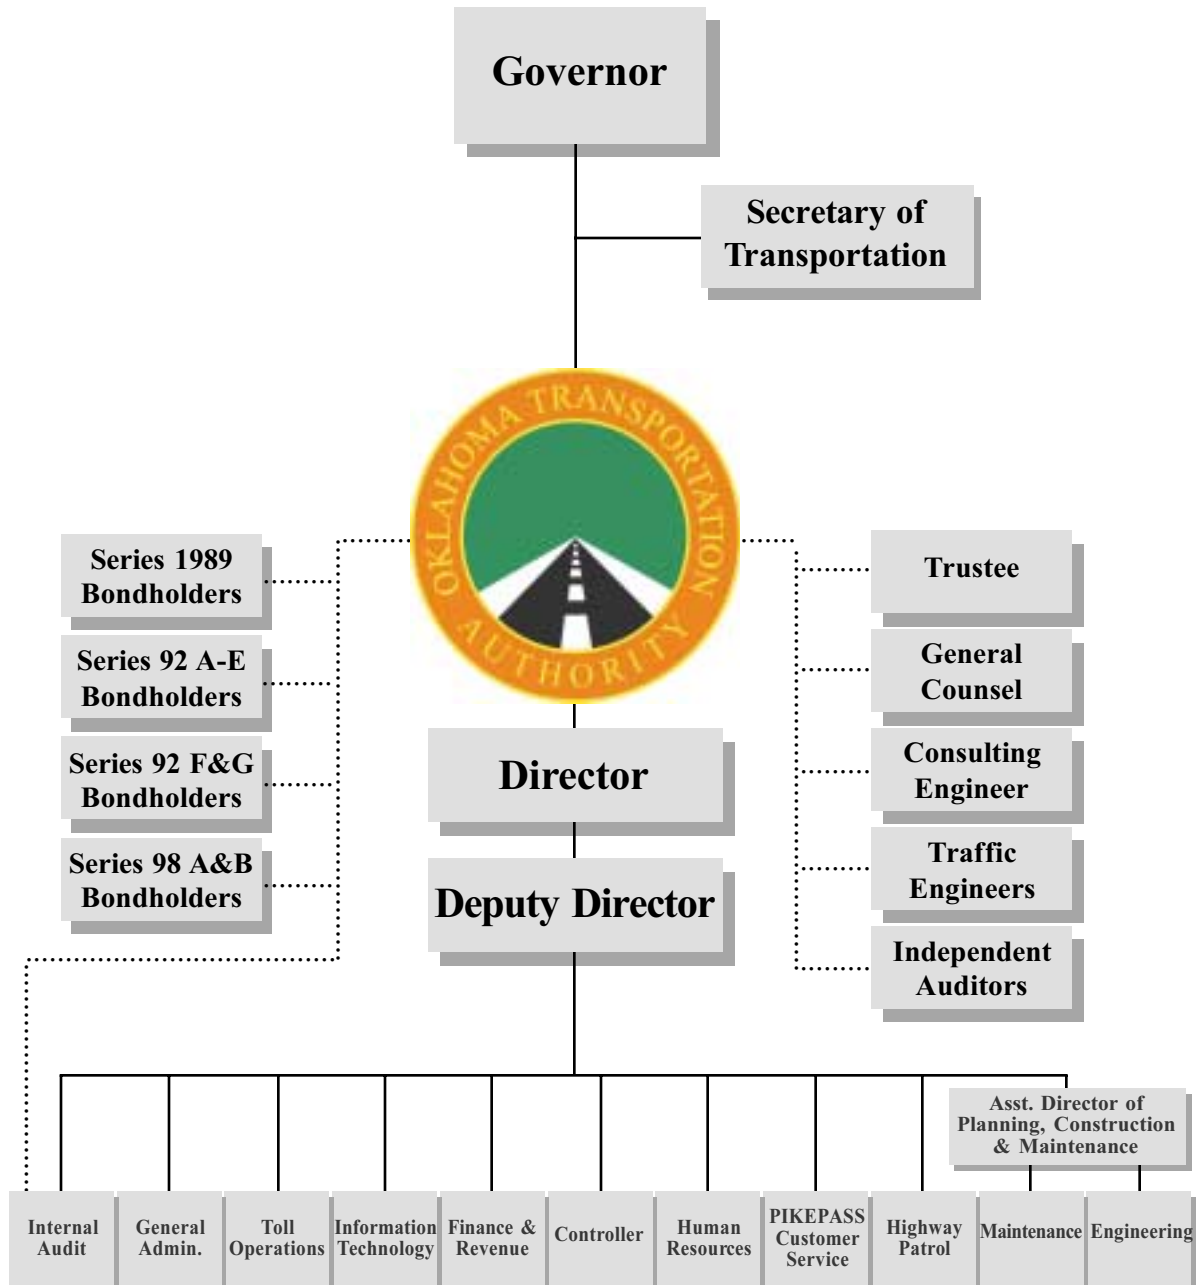 Governor
Secretary of
Transportation
OKLAHOMA TRANSPORTATION
AUTHORITY
Series 1989
Bondholders
Series 92 A-E
Bondholders
Series 92 F&G
Bondholders
Series 98 A&B
Bondholders
Trustee
General
Counsel
Consulting
Engineer
Traffic
Engineers
Independent
Auditors
Director
Deputy Director
Asst. Director of
Planning, Construction
& Maintenance
Internal
Audit
General
Admin.
Toll
Operations
Information
Technology
Finance &
Revenue
Controller
Human
Resources
PIKEPASS
Customer
Service
Highway
Patrol
Maintenance
Engineering